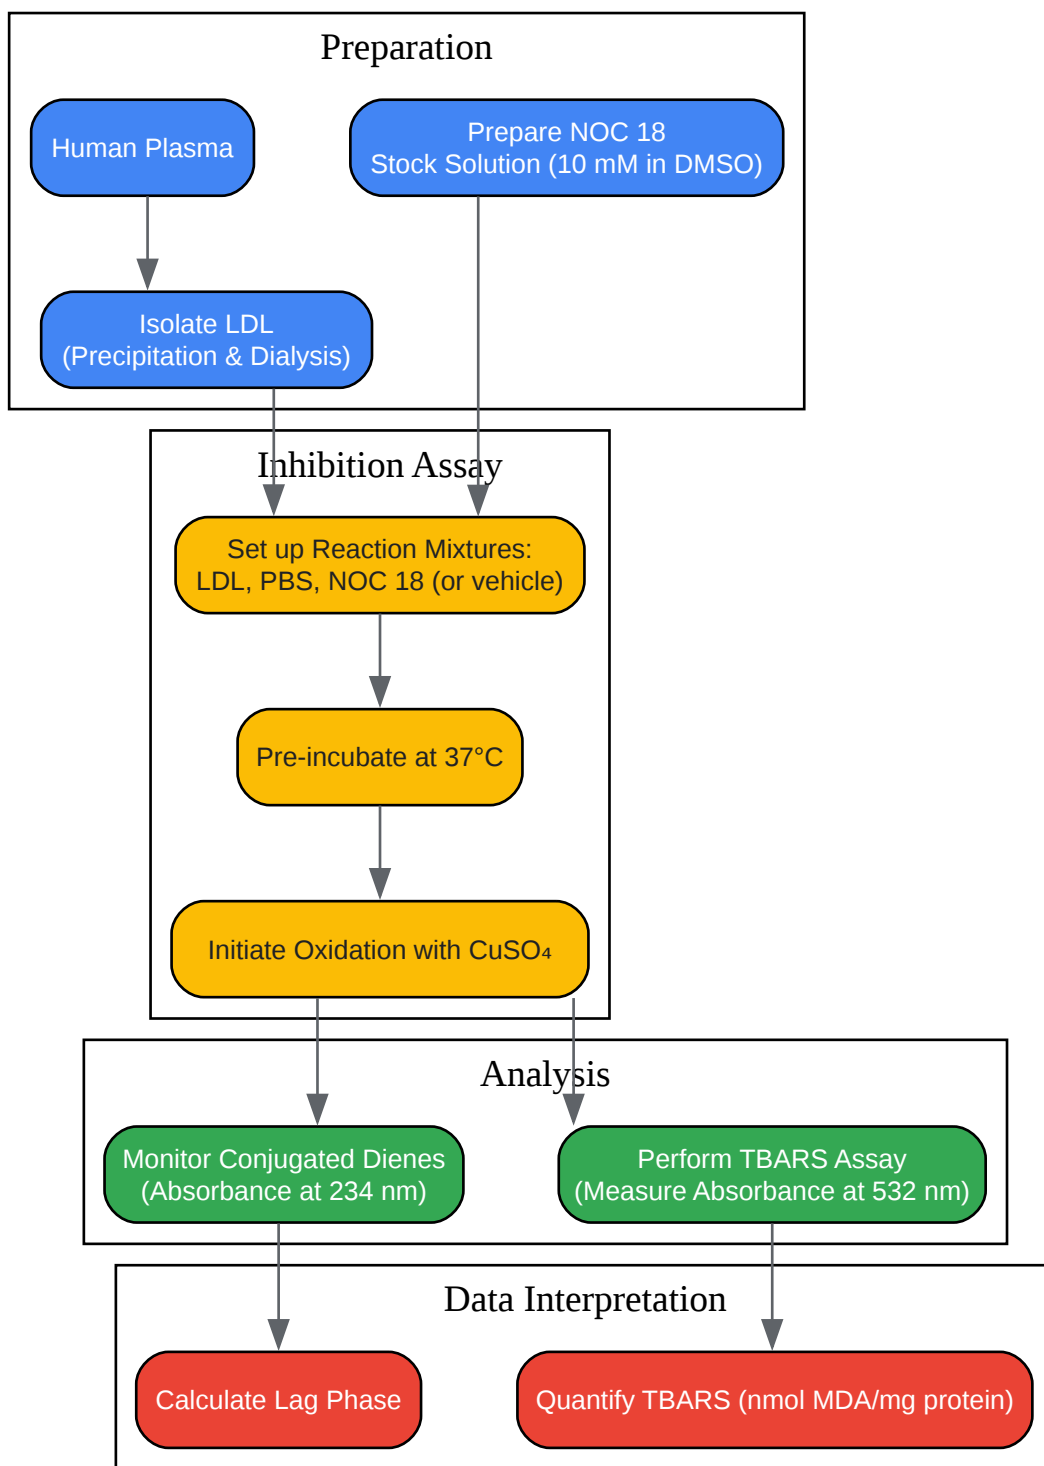 Preparation
Human Plasma
Prepare NOC 18
Stock Solution (10 mM in DMSO)
Isolate LDL
(Precipitation & Dialysis)
Inhibition Assay
Set up Reaction Mixtures:
LDL, PBS, NOC 18 (or vehicle)
Pre-incubate at 37°C
Initiate Oxidation with CuSO₄
Analysis
Monitor Conjugated Dienes
(Absorbance at 234 nm)
Perform TBARS Assay
(Measure Absorbance at 532 nm)
Data Interpretation
Calculate Lag Phase
Quantify TBARS (nmol MDA/mg protein)